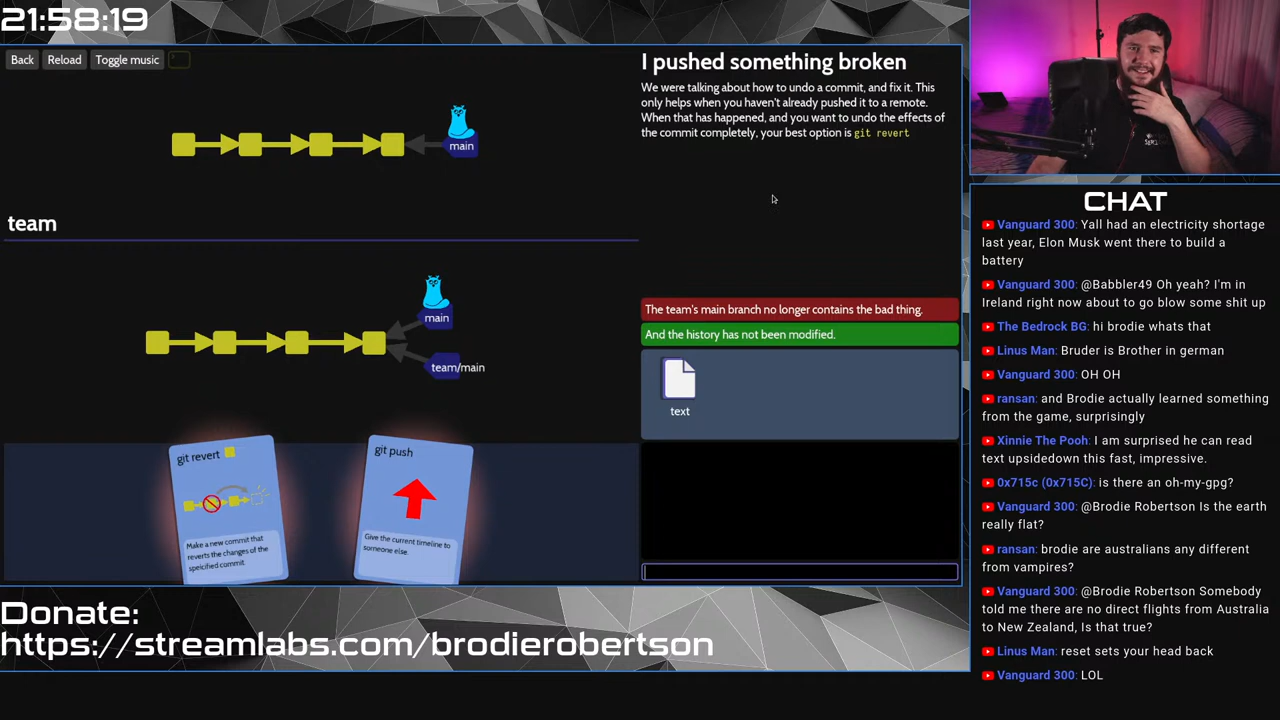 21:58:19
Back
Reload
Toggle music
main
team
main
team/main
git revert
Make a new commit that
reverts the changes of the
speicified commit.
git push
Give the current timeline to
someone else.
I pushed something broken
We were talking about how to undo a commit, and fix it. This
only helps when you haven't already pushed it to a remote.
When that has happened, and you want to undo the effects of
the commit completely, your best option is git revert
The team's main branch no longer contains the bad thing.
And the history has not been modified.
text
CHAT
Vanguard 300: Yall had an electricity shortage
last year, Elon Musk went there to build a
battery
Vanguard 300: @Babbler49 Oh yeah? I'm in
Ireland right now about to go blow some shit up
The Bedrock BG: hi brodie whats that
Linus Man: Bruder is Brother in german
Vanguard 300: OH OH
ransan: and Brodie actually learned something
from the game, surprisingly
Xinnie The Pooh: I am surprised he can read
text upsidedown this fast, impressive.
0x715c (0x715C): is there an oh-my-gpg?
Vanguard 300: @Brodie Robertson Is the earth
really flat?
ransan: brodie are australians any different
from vampires?
Vanguard 300: @Brodie Robertson Somebody
told me there are no direct flights from Australia
to New Zealand, Is that true?
Linus Man: reset sets your head back
Vanguard 300: LOL
Donate:
https://streamlabs.com/brodierobertson